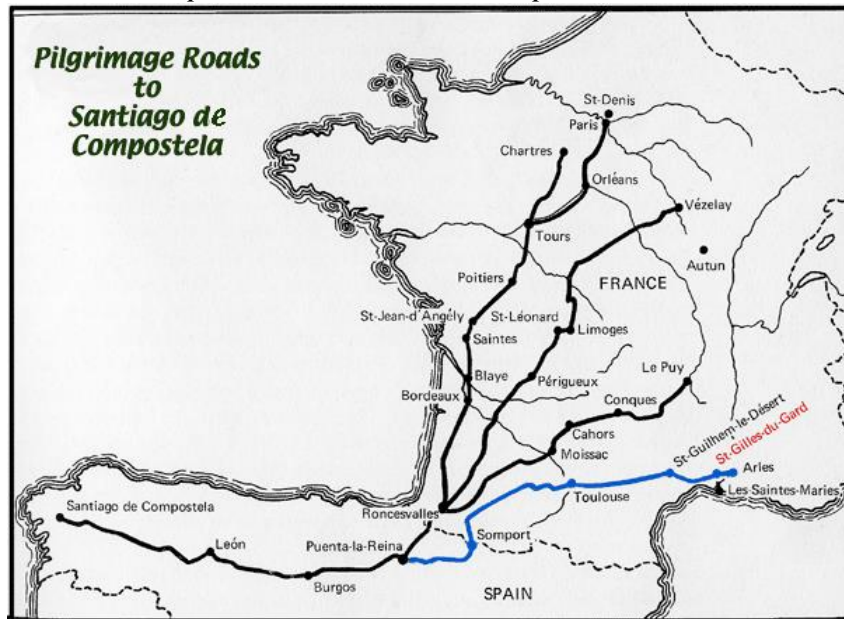 Pilgrimage Roads
to
Santiago de
Compostela
St-Denis
Paris
Chartres
Orléans
Vézelay
Tours
Autun
Poitiers
FRANCE
St-Jean-d'Angély
St-Léonard
Saintes
Limoges
Le Puy
Blaye
Périgueux
Bordeaux
Conques
Cahors
Moissac
St-Guilhem-le-Désert
St-Gilles-du-Gard
Arles
Les Saintes-Maries
Toulouse
Roncesvalles
Santiago de Compostela
Somport
Puenta-la-Reina
León
Burgos
SPAIN